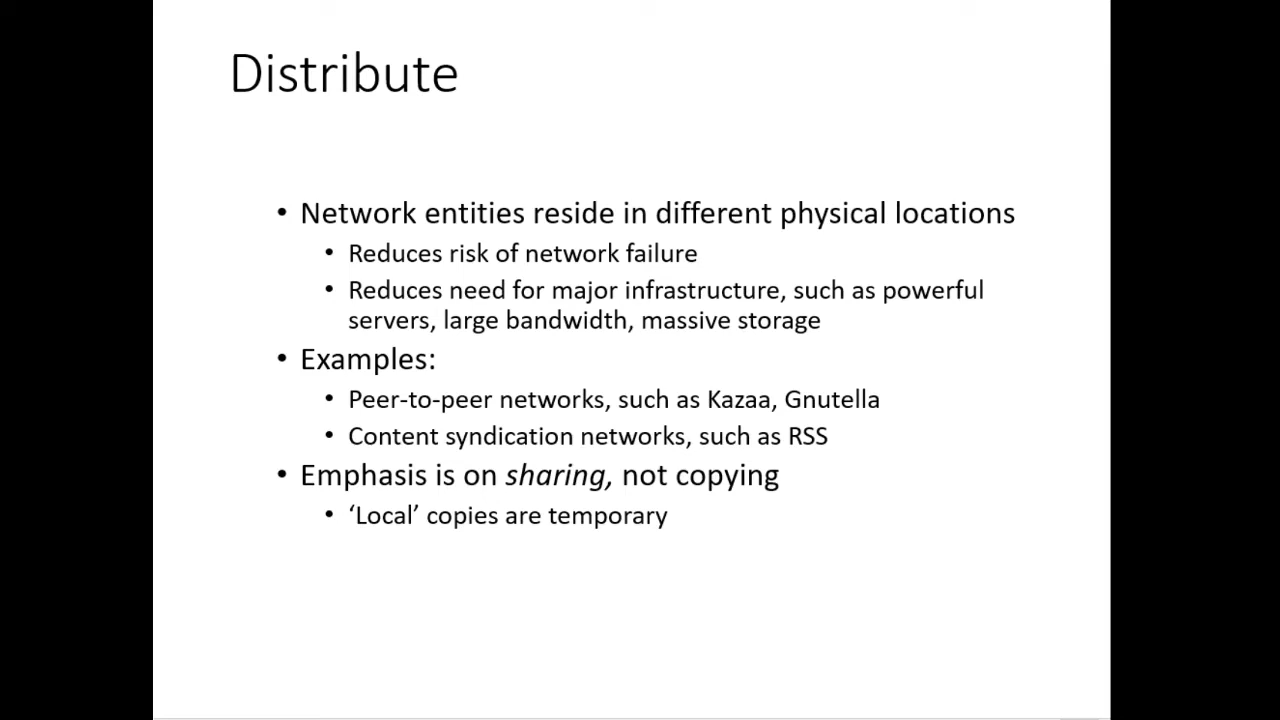 Distribute
• Network entities reside in different physical locations
• Reduces risk of network failure
• Reduces need for major infrastructure, such as powerful
servers, large bandwidth, massive storage
• Examples:
• Peer-to-peer networks, such as Kazaa, Gnutella
• Content syndication networks, such as RSS
• Emphasis is on sharing, not copying
• ‘Local’ copies are temporary